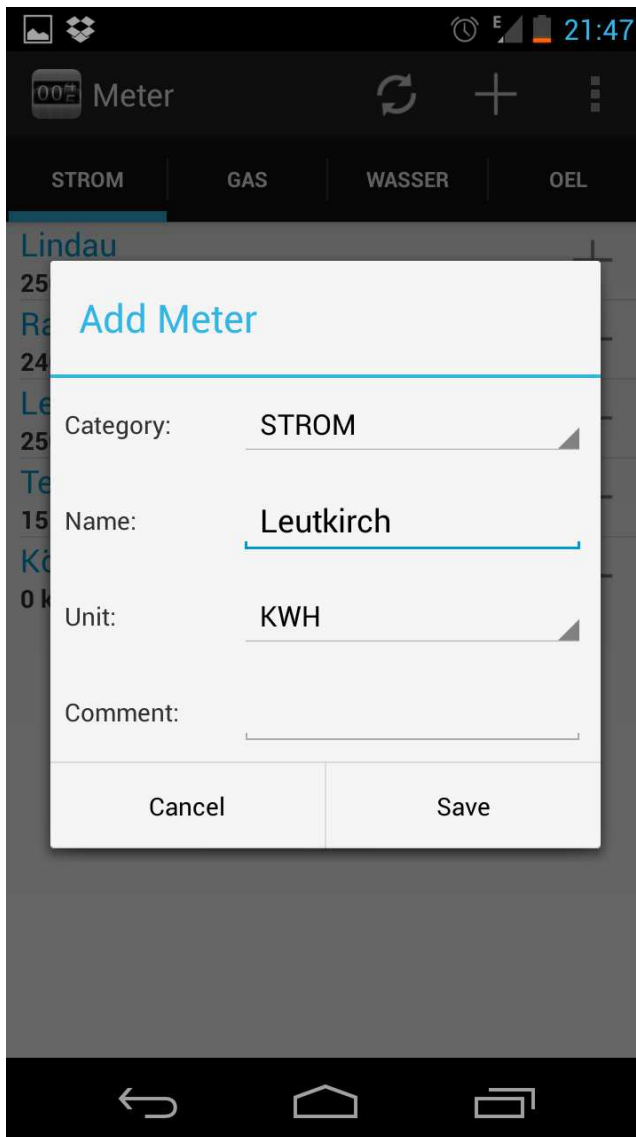 E 21:47
Meter
STROM GAS WASSER OEL
Lindau
25
24
25
15
0 k
Add Meter
Category: STROM
Name: Leutkirch
Unit: KWH
Comment:
Cancel Save